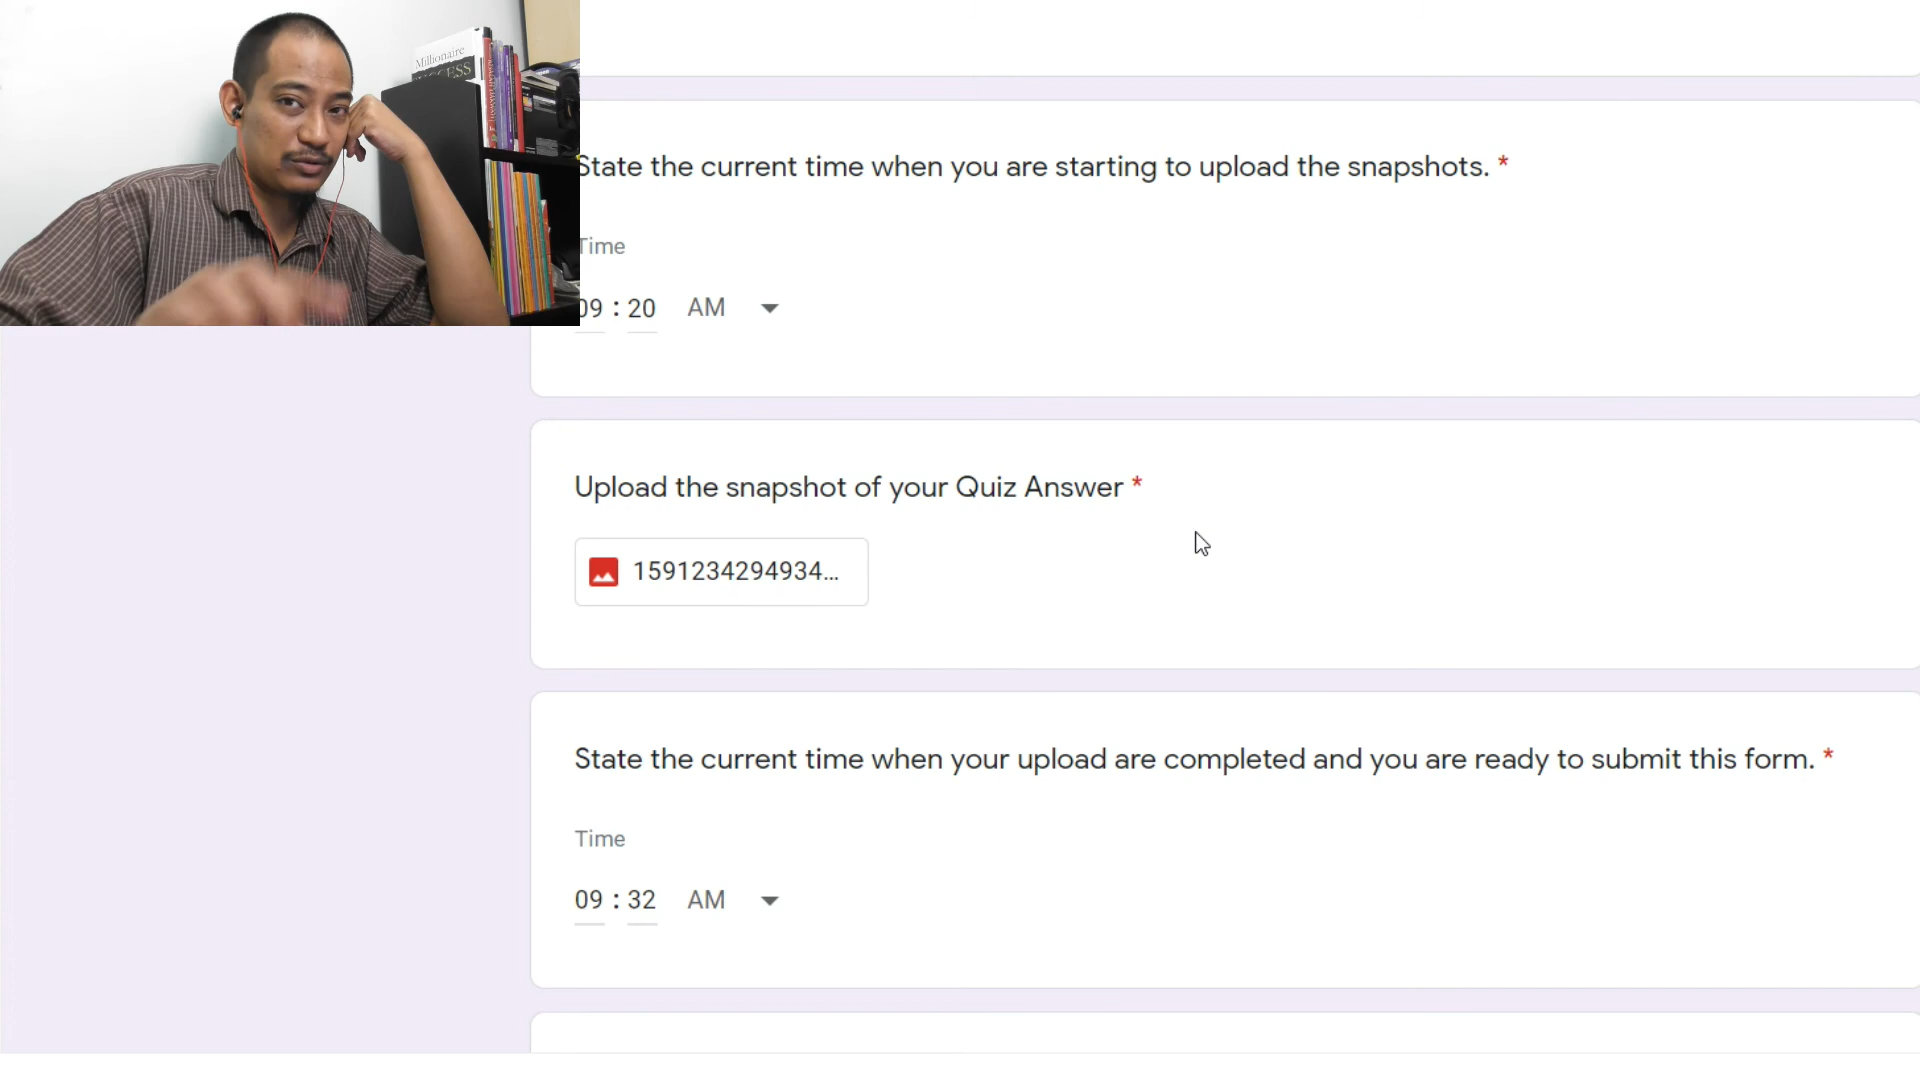 Millionaire
State the current time when you are starting to upload the snapshots. *
Time
09 : 20 AM
Upload the snapshot of your Quiz Answer *
1591234294934...
State the current time when your upload are completed and you are ready to submit this form. *
Time
09 : 32 AM